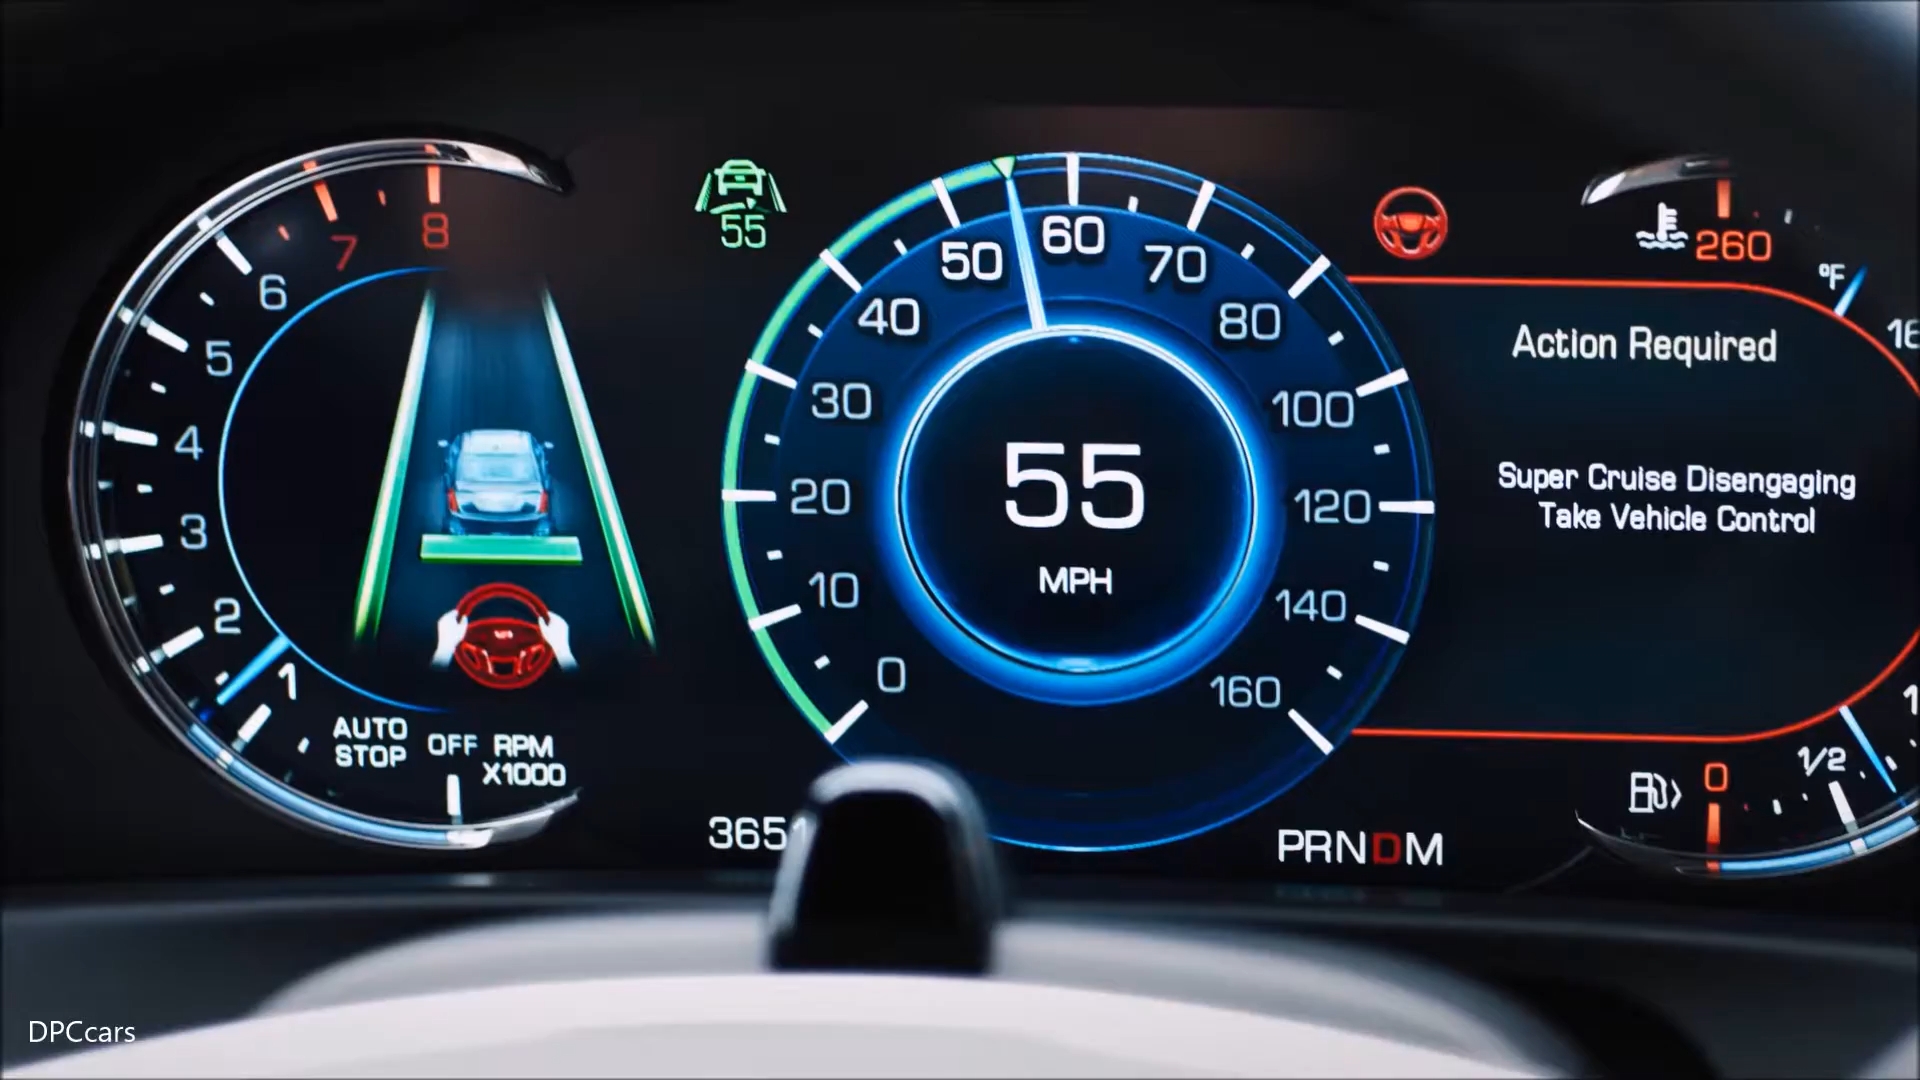 8
7
6
5
4
3
2
1
AUTO
STOP
OFF
RPM
X1000
55
0
10
20
30
40
50
60
70
80
100
120
140
160
55
MPH
PRNDM
260
°F
Action Required
Super Cruise Disengaging
Take Vehicle Control
0
1/2
DPCcars